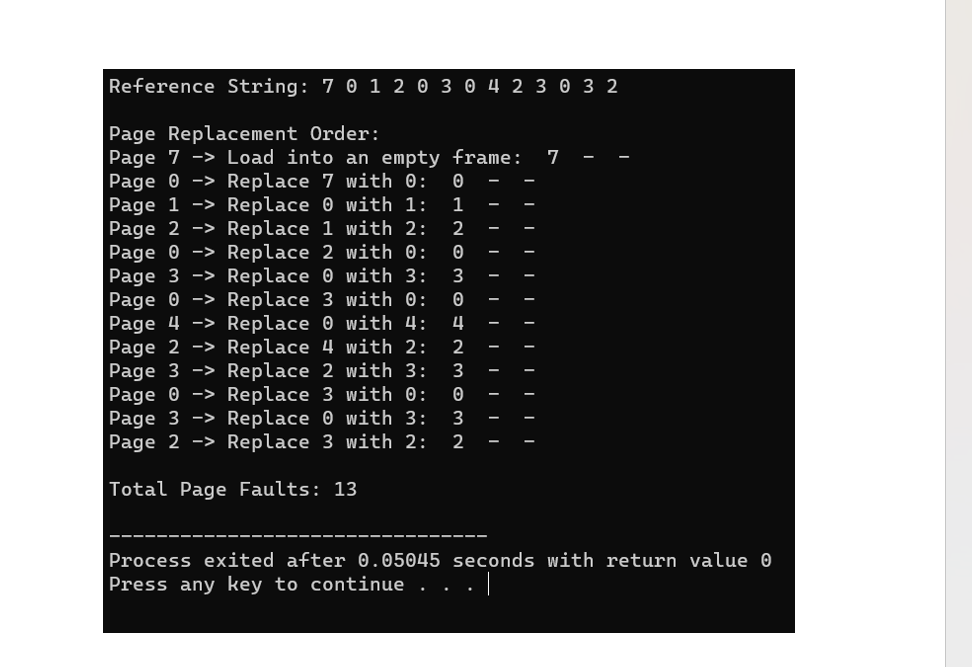 Reference String: 7 0 1 2 0 3 0 4 2 3 0 3 2
Page Replacement Order:
Page 7 -> Load into an empty frame:  7  -  -
Page 0 -> Replace 7 with 0:  0  -  -
Page 1 -> Replace 0 with 1:  1  -  -
Page 2 -> Replace 1 with 2:  2  -  -
Page 0 -> Replace 2 with 0:  0  -  -
Page 3 -> Replace 0 with 3:  3  -  -
Page 0 -> Replace 3 with 0:  0  -  -
Page 4 -> Replace 0 with 4:  4  -  -
Page 2 -> Replace 4 with 2:  2  -  -
Page 3 -> Replace 2 with 3:  3  -  -
Page 0 -> Replace 3 with 0:  0  -  -
Page 3 -> Replace 0 with 3:  3  -  -
Page 2 -> Replace 3 with 2:  2  -  -
Total Page Faults: 13
--------------------------------
Process exited after 0.05045 seconds with return value 0
Press any key to continue . . .